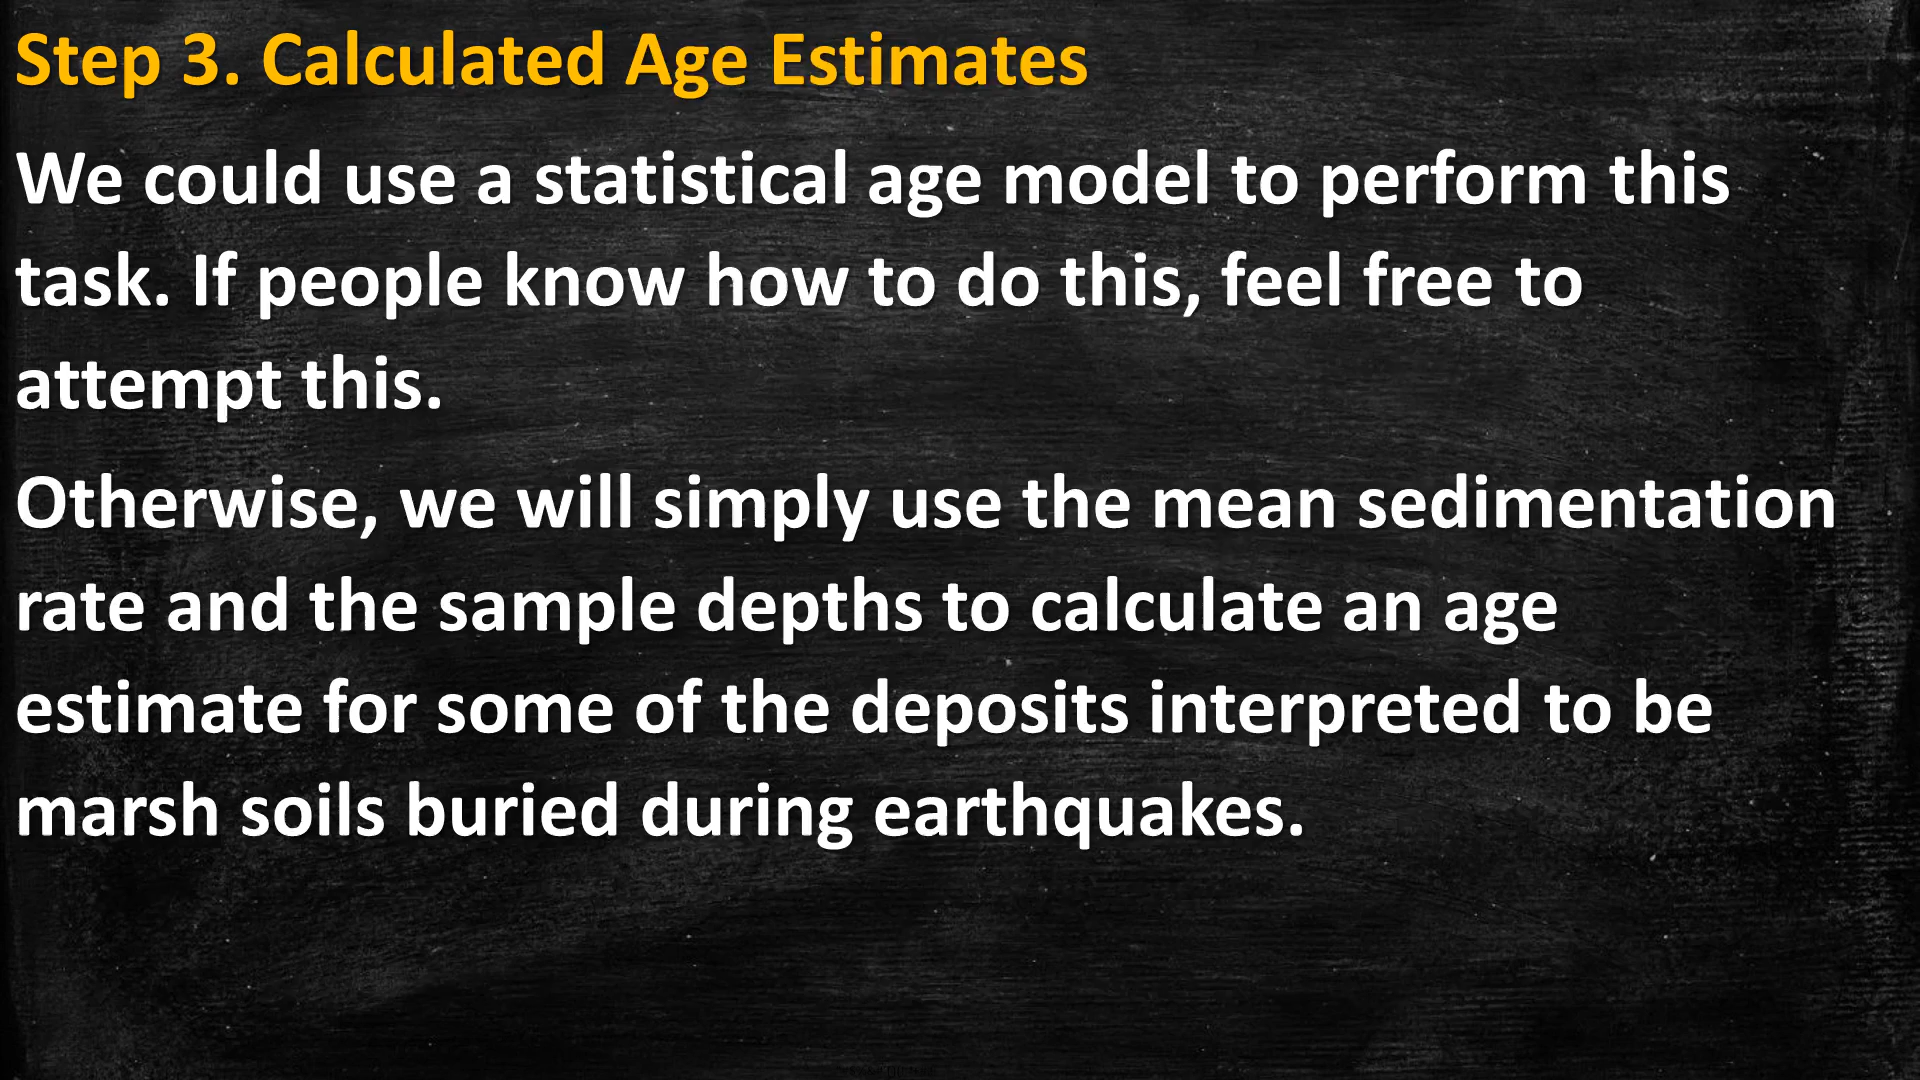 Step 3. Calculated Age Estimates
We could use a statistical age model to perform this
task. If people know how to do this, feel free to
attempt this.
Otherwise, we will simply use the mean sedimentation
rate and the sample depths to calculate an age
estimate for some of the deposits interpreted to be
marsh soils buried during earthquakes.